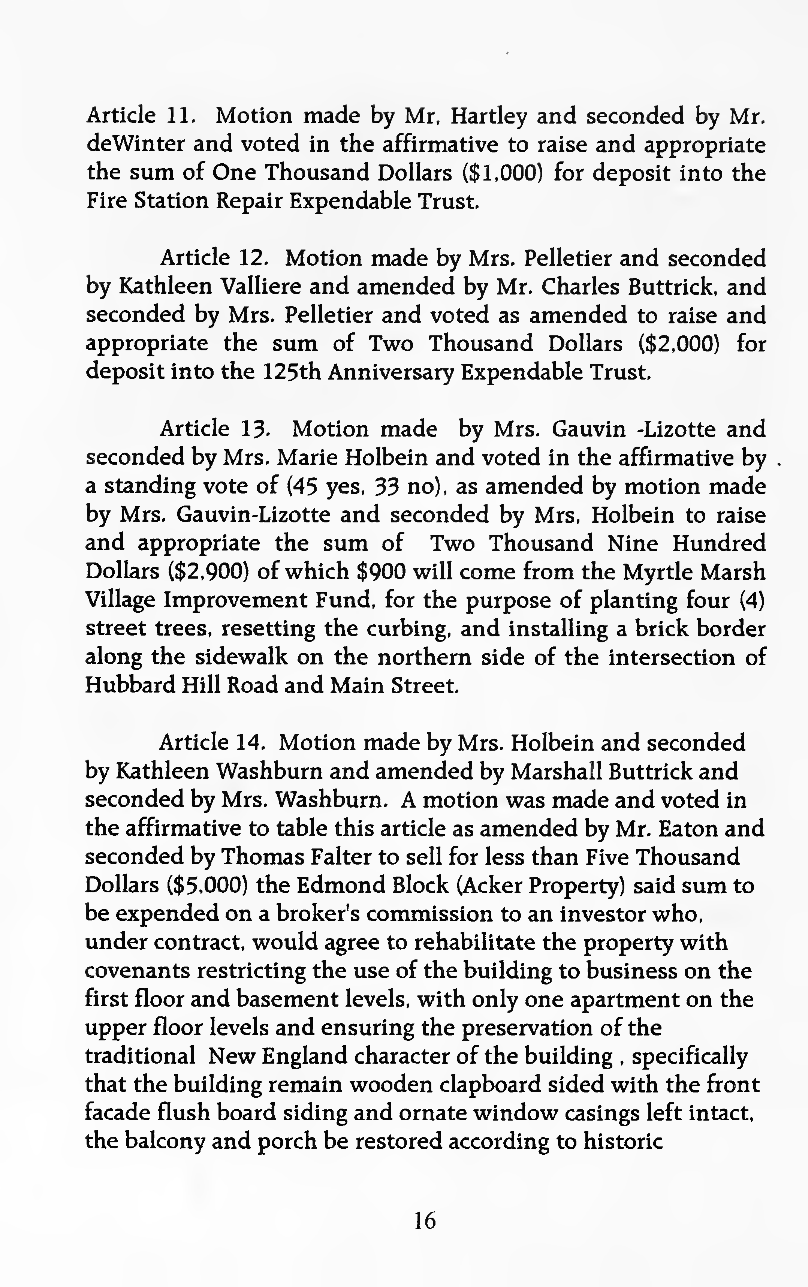 Article 11. Motion made by Mr, Hartley and seconded by Mr.
deWinter and voted in the affirmative to raise and appropriate
the sum of One Thousand Dollars ($1,000) for deposit into the
Fire Station Repair Expendable Trust.
Article 12. Motion made by Mrs. Pelletier and seconded
by Kathleen Valliere and amended by Mr. Charles Buttrick, and
seconded by Mrs. Pelletier and voted as amended to raise and
appropriate the sum of Two Thousand Dollars ($2,000) for
deposit into the 125th Anniversary Expendable Trust.
Article 13. Motion made by Mrs. Gauvin -Lizotte and
seconded by Mrs. Marie Holbein and voted in the affirmative by .
a standing vote of (45 yes, 33 no), as amended by motion made
by Mrs. Gauvin-Lizotte and seconded by Mrs, Holbein to raise
and appropriate the sum of Two Thousand Nine Hundred
Dollars ($2,900) of which $900 will come from the Myrtle Marsh
Village Improvement Fund, for the purpose of planting four (4)
street trees, resetting the curbing, and installing a brick border
along the sidewalk on the northern side of the intersection of
Hubbard Hill Road and Main Street.
Article 14. Motion made by Mrs. Holbein and seconded
by Kathleen Washburn and amended by Marshall Buttrick and
seconded by Mrs. Washburn. A motion was made and voted in
the affirmative to table this article as amended by Mr. Eaton and
seconded by Thomas Falter to sell for less than Five Thousand
Dollars ($5,000) the Edmond Block (Acker Property) said sum to
be expended on a broker's commission to an investor who,
under contract, would agree to rehabilitate the property with
covenants restricting the use of the building to business on the
first floor and basement levels, with only one apartment on the
upper floor levels and ensuring the preservation of the
traditional New England character of the building , specifically
that the building remain wooden clapboard sided with the front
facade flush board siding and ornate window casings left intact,
the balcony and porch be restored according to historic
16